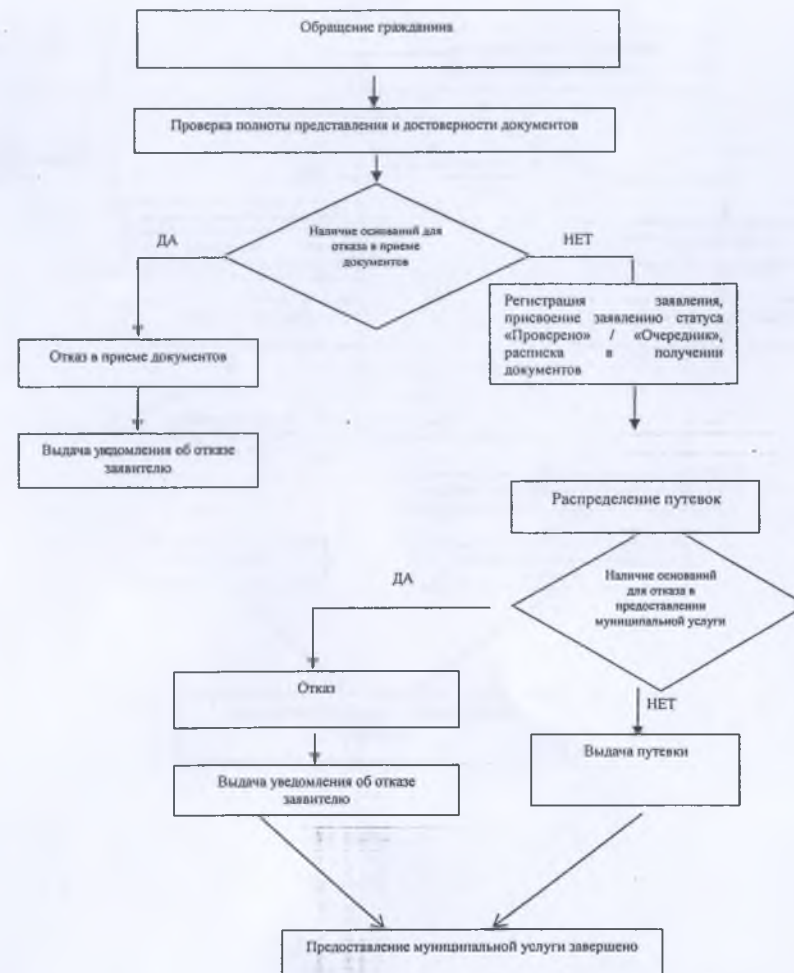 Обращение гражданина
Проверка полноты представления и достоверности документов
Наличие оснований для
отказа в приеме
документов
ДА
НЕТ
Регистрация заявления,
присвоение заявлению статуса
«Проверено» / «Очередник»,
расписка в получении
документов
Отказ в приеме документов
Выдача уведомления об отказе
заявителю
Распределение путевок
Наличие оснований
для отказа в
предоставлении
муниципальной услуги
ДА
НЕТ
Отказ
Выдача путевки
Выдача уведомления об отказе
заявителю
Предоставление муниципальной услуги завершено